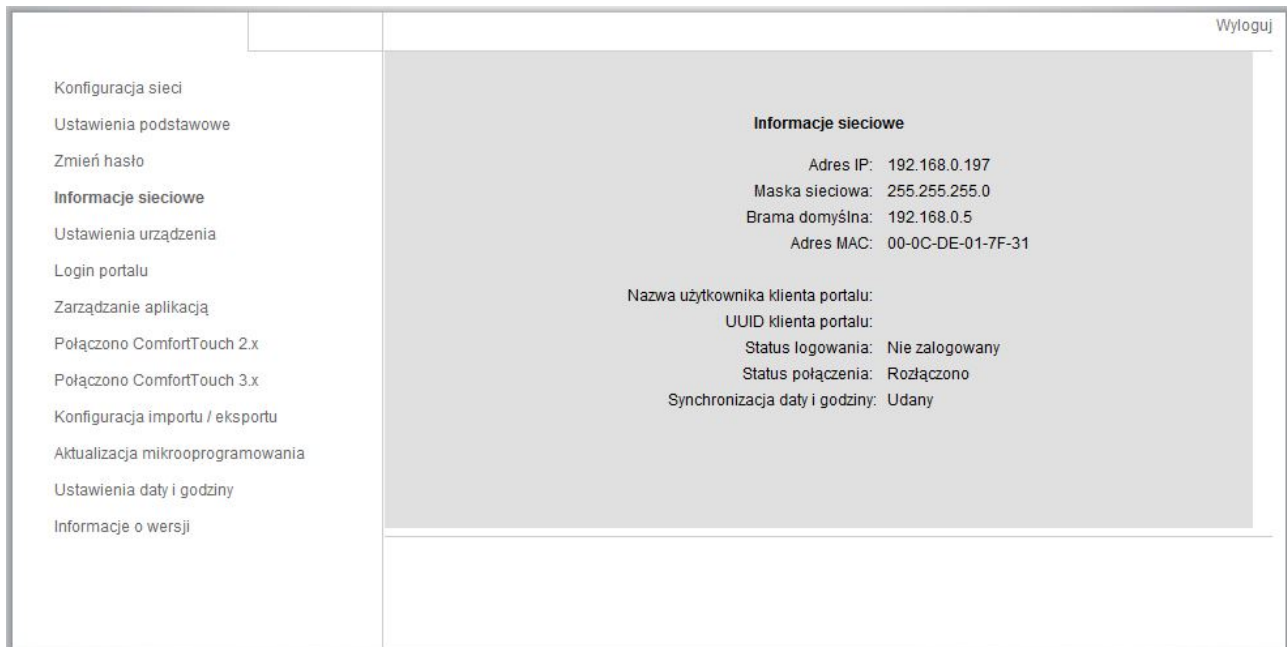 Wyloguj
Konfiguracja sieci
Ustawienia podstawowe
Zmień hasło
Informacje sieciowe
Ustawienia urządzenia
Login portalu
Zarządzanie aplikacją
Połączono ComfortTouch 2.x
Połączono ComfortTouch 3.x
Konfiguracja importu / eksportu
Aktualizacja mikrooprogramowania
Ustawienia daty i godziny
Informacje o wersji
Informacje sieciowe
Adres IP: 192.168.0.197
Maska sieciowa: 255.255.255.0
Brama domyślna: 192.168.0.5
Adres MAC: 00-0C-DE-01-7F-31
Nazwa użytkownika klienta portalu:
UUID klienta portalu:
Status logowania: Nie zalogowany
Status połączenia: Rozłączono
Synchronizacja daty i godziny: Udany